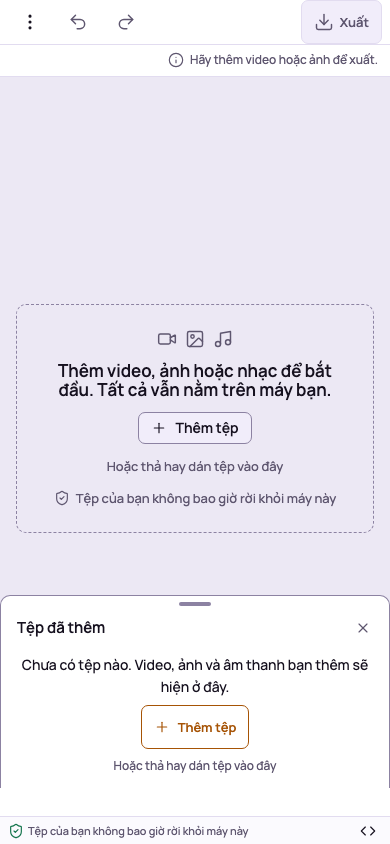 Xuất
Hãy thêm video hoặc ảnh để xuất.
Thêm video, ảnh hoặc nhạc để bắt
đầu. Tất cả vẫn nằm trên máy bạn.
Thêm tệp
Hoặc thả hay dán tệp vào đây
Tệp của bạn không bao giờ rời khỏi máy này
Tệp đã thêm
Chưa có tệp nào. Video, ảnh và âm thanh bạn thêm sẽ
hiện ở đây.
Thêm tệp
Hoặc thả hay dán tệp vào đây
Tệp của bạn không bao giờ rời khỏi máy này